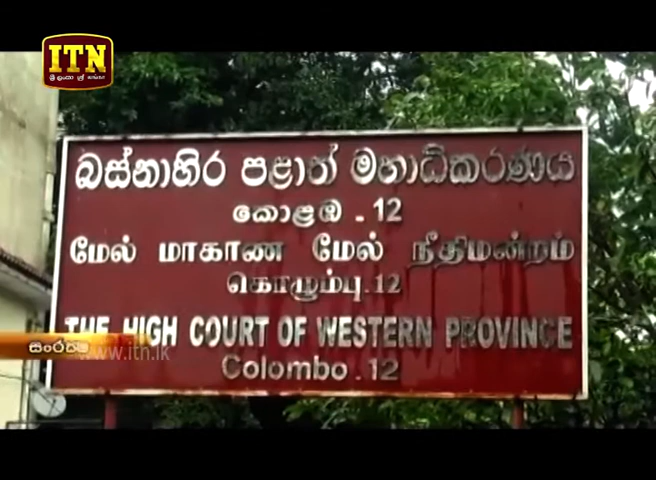 ITN
බස්නාහිර පළාත් මහාධිකරණය
කොළඹ . 12
மேல் மாகாண மேல் நீதிமன்றம்
கொழும்பு.12
THE HIGH COURT OF WESTERN PROVINCE
www.itn.lk
Colombo . 12